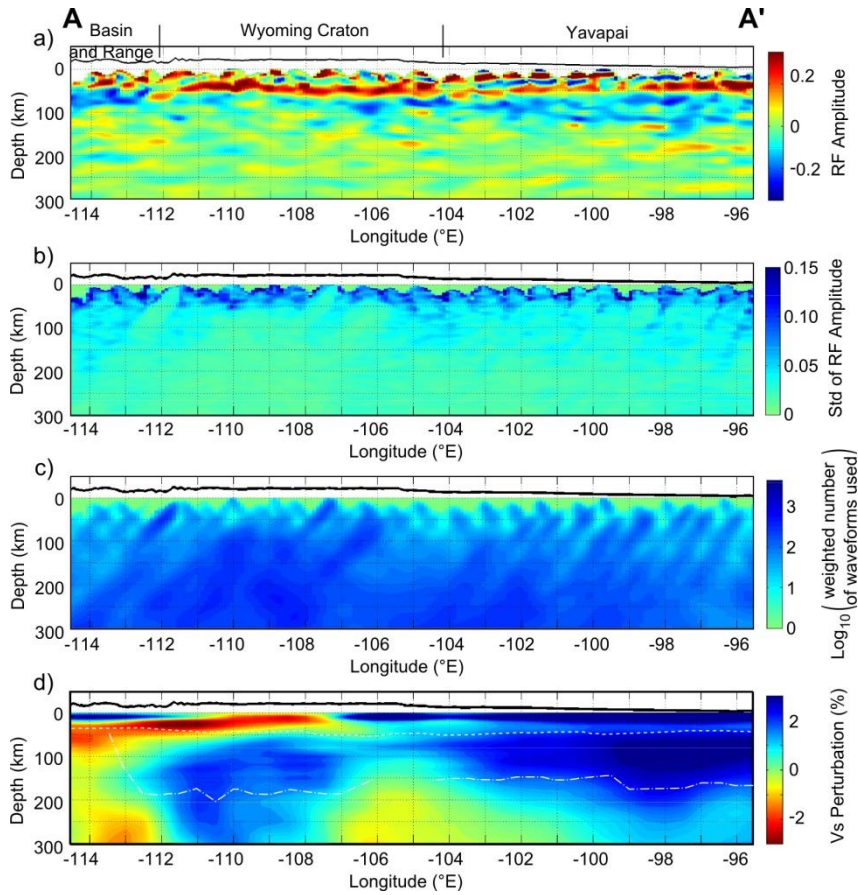 A A'
Basin and Range Wyoming Craton Yavapai
a)
0
100
200
300
Depth (km)
-114 -112 -110 -108 -106 -104 -102 -100 -98 -96
Longitude (°E)
0.2
0
-0.2
RF Amplitude
b)
0
100
200
300
Depth (km)
-114 -112 -110 -108 -106 -104 -102 -100 -98 -96
Longitude (°E)
0.15
0.10
0.05
0
Std of RF Amplitude
c)
0
100
200
300
Depth (km)
-114 -112 -110 -108 -106 -104 -102 -100 -98 -96
Longitude (°E)
3
2
1
0
Log10 (weighted number
of waveforms used)
d)
0
100
200
300
Depth (km)
-114 -112 -110 -108 -106 -104 -102 -100 -98 -96
Longitude (°E)
2
0
-2
Vs Perturbation (%)